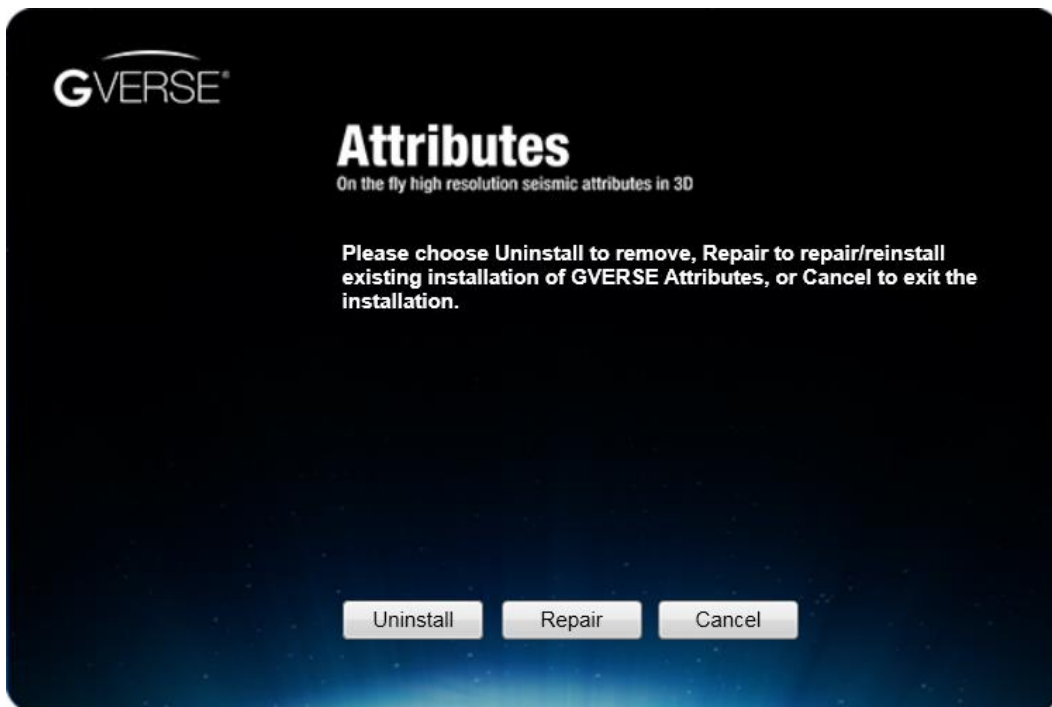 GVERSE®
Attributes
On the fly high resolution seismic attributes in 3D
Please choose Uninstall to remove, Repair to repair/reinstall
existing installation of GVERSE Attributes, or Cancel to exit the
installation.
Uninstall Repair Cancel